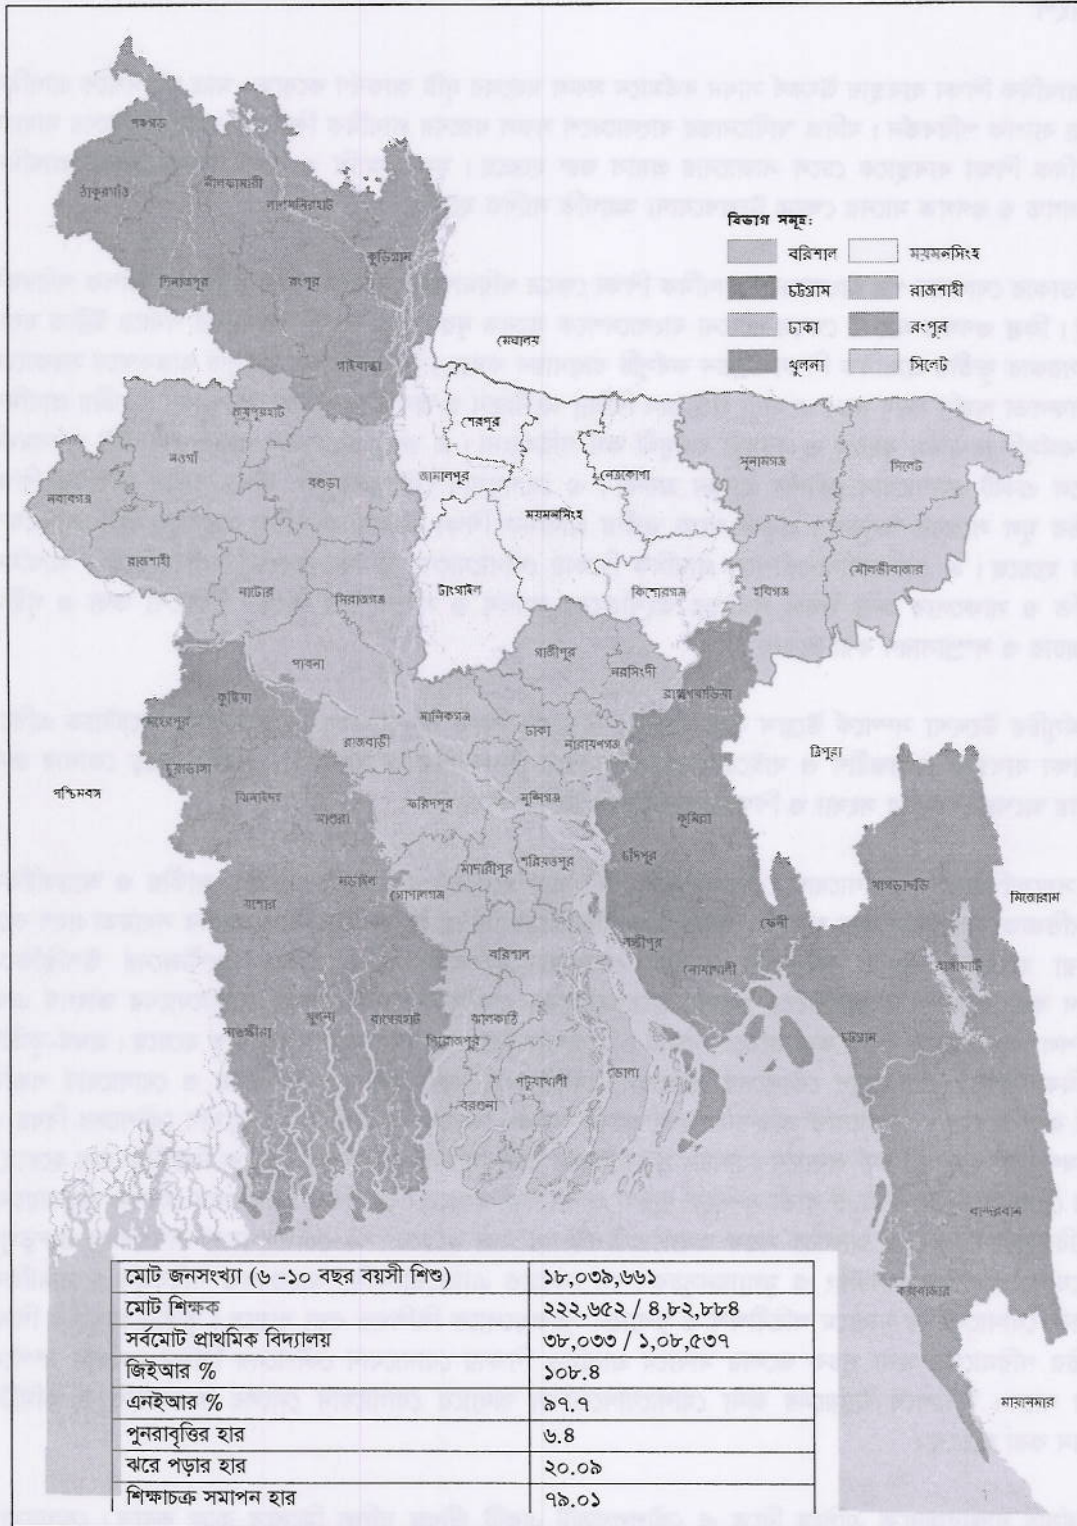 পঞ্চগড়
ঠাকুরগাঁও
নীলফামারী
লালমনিরহাট
কুড়িগ্রাম
দিনাজপুর
রংপুর
গাইবান্ধা
বিভাগ সমূহ:
বরিশাল ময়মনসিংহ
চট্টগ্রাম রাজশাহী
ঢাকা রংপুর
খুলনা সিলেট
মেঘালয়
জয়পুরহাট
নওগাঁ
বগুড়া
নবাবগঞ্জ
রাজশাহী
নাটোর
সিরাজগঞ্জ
পাবনা
শেরপুর
জামালপুর
নেত্রকোণা
ময়মনসিংহ
টাংগাইল
কিশোরগঞ্জ
সুনামগঞ্জ
সিলেট
মৌলভীবাজার
হবিগঞ্জ
গাজীপুর
নরসিংদী
মানিকগঞ্জ
ঢাকা
নারায়ণগঞ্জ
রাজবাড়ী
ফরিদপুর
মুন্সিগঞ্জ
মাদারীপুর
শরিয়তপুর
গোপালগঞ্জ
ব্রাহ্মণবাড়িয়া
ত্রিপুরা
কুমিল্লা
চাঁদপুর
ফেনী
লক্ষীপুর
নোয়াখালী
কুষ্টিয়া
মেহেরপুর
চুয়াডাঙ্গা
ঝিনাইদহ
মাগুরা
নড়াইল
যশোর
পশ্চিমবঙ্গ
সাতক্ষীরা
খুলনা
বাগেরহাট
বরিশাল
ঝালকাঠি
পিরোজপুর
পটুয়াখালী
ভোলা
বরগুনা
খাগড়াছড়ি
মিজোরাম
রাঙ্গামাটি
চট্টগ্রাম
বান্দরবান
কক্সবাজার
মায়ানমার
মোট জনসংখ্যা (৬ -১০ বছর বয়সী শিশু) ১৮,০৩৯,৬৬১
মোট শিক্ষক ২২২,৬৫২ / ৪,৮২,৮৮৪
সর্বমোট প্রাথমিক বিদ্যালয় ৩৮,০৩৩ / ১,০৮,৫৩৭
জিইআর % ১০৮.৪
এনইআর % ৯৭.৭
পুনরাবৃত্তির হার ৬.৪
ঝরে পড়ার হার ২০.০৯
শিক্ষাচক্র সমাপন হার ৭৯.০১